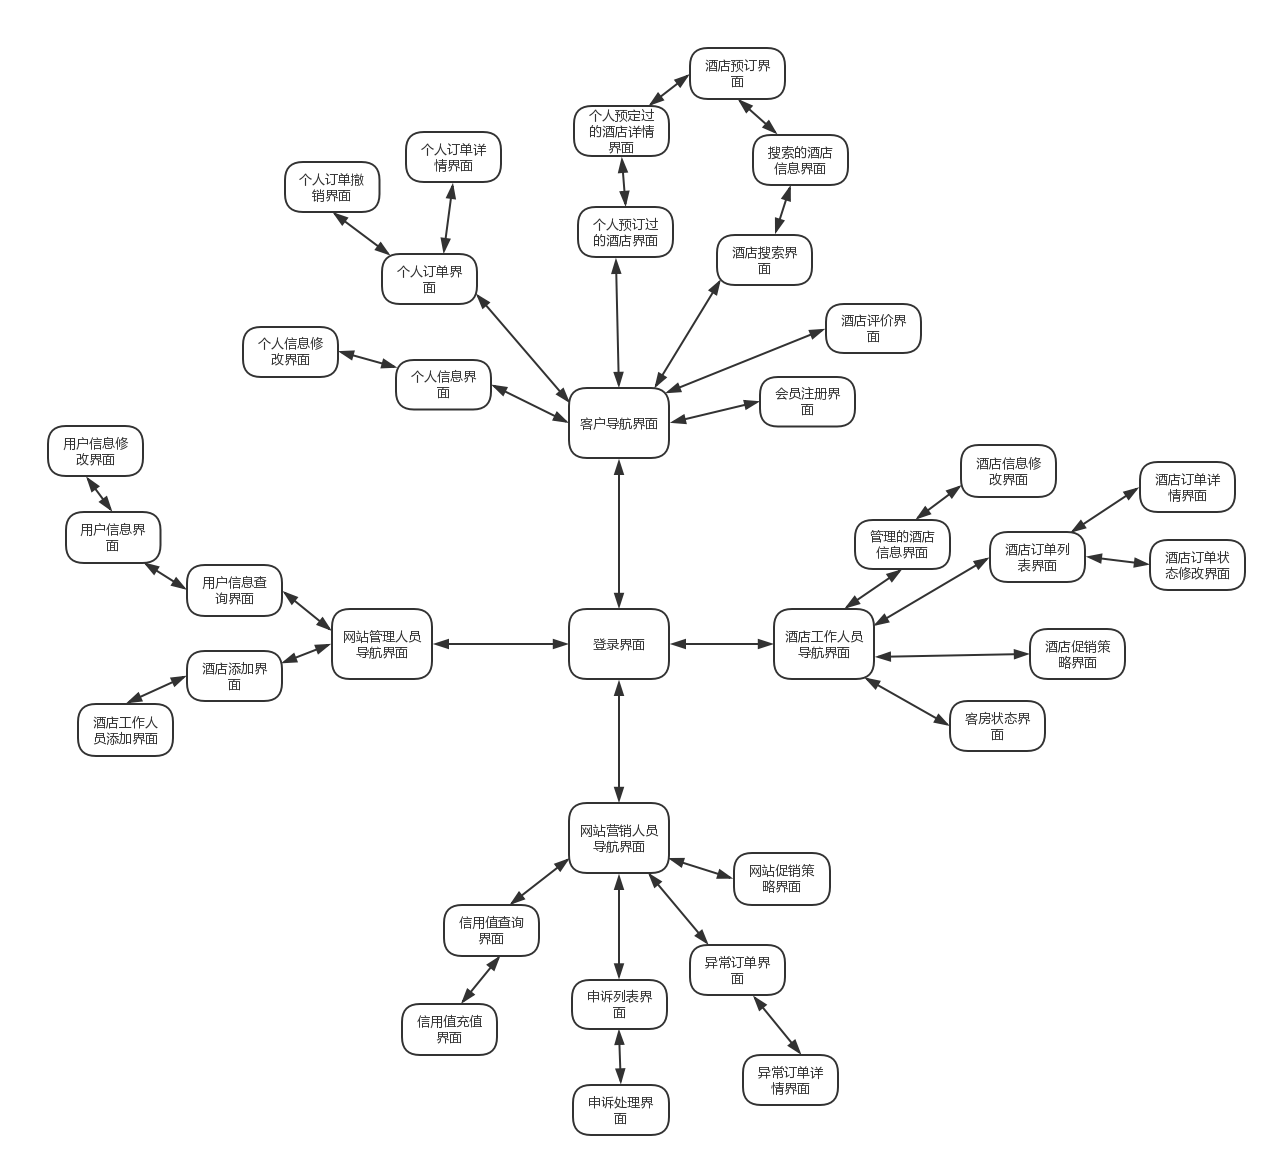 酒店预订界
面
个人预定过
的酒店详情
界面
个人订单详
情界面
搜索的酒店
信息界面
个人订单撤
销界面
个人预订过
的酒店界面
酒店搜索界
面
个人订单界
面
酒店评价界
面
个人信息修
改界面
个人信息界
面
会员注册界
面
客户导航界面
用户信息修
改界面
酒店信息修
改界面
酒店订单详
情界面
用户信息界
面
管理的酒店
信息界面
酒店订单列
表界面
酒店订单状
态修改界面
用户信息查
询界面
网站管理人员
导航界面
登录界面
酒店工作人员
导航界面
酒店促销策
略界面
酒店添加界
面
酒店工作人
员添加界面
客房状态界
面
网站营销人员
导航界面
网站促销策
略界面
信用值查询
界面
异常订单界
面
申诉列表界
面
信用值充值
界面
异常订单详
情界面
申诉处理界
面